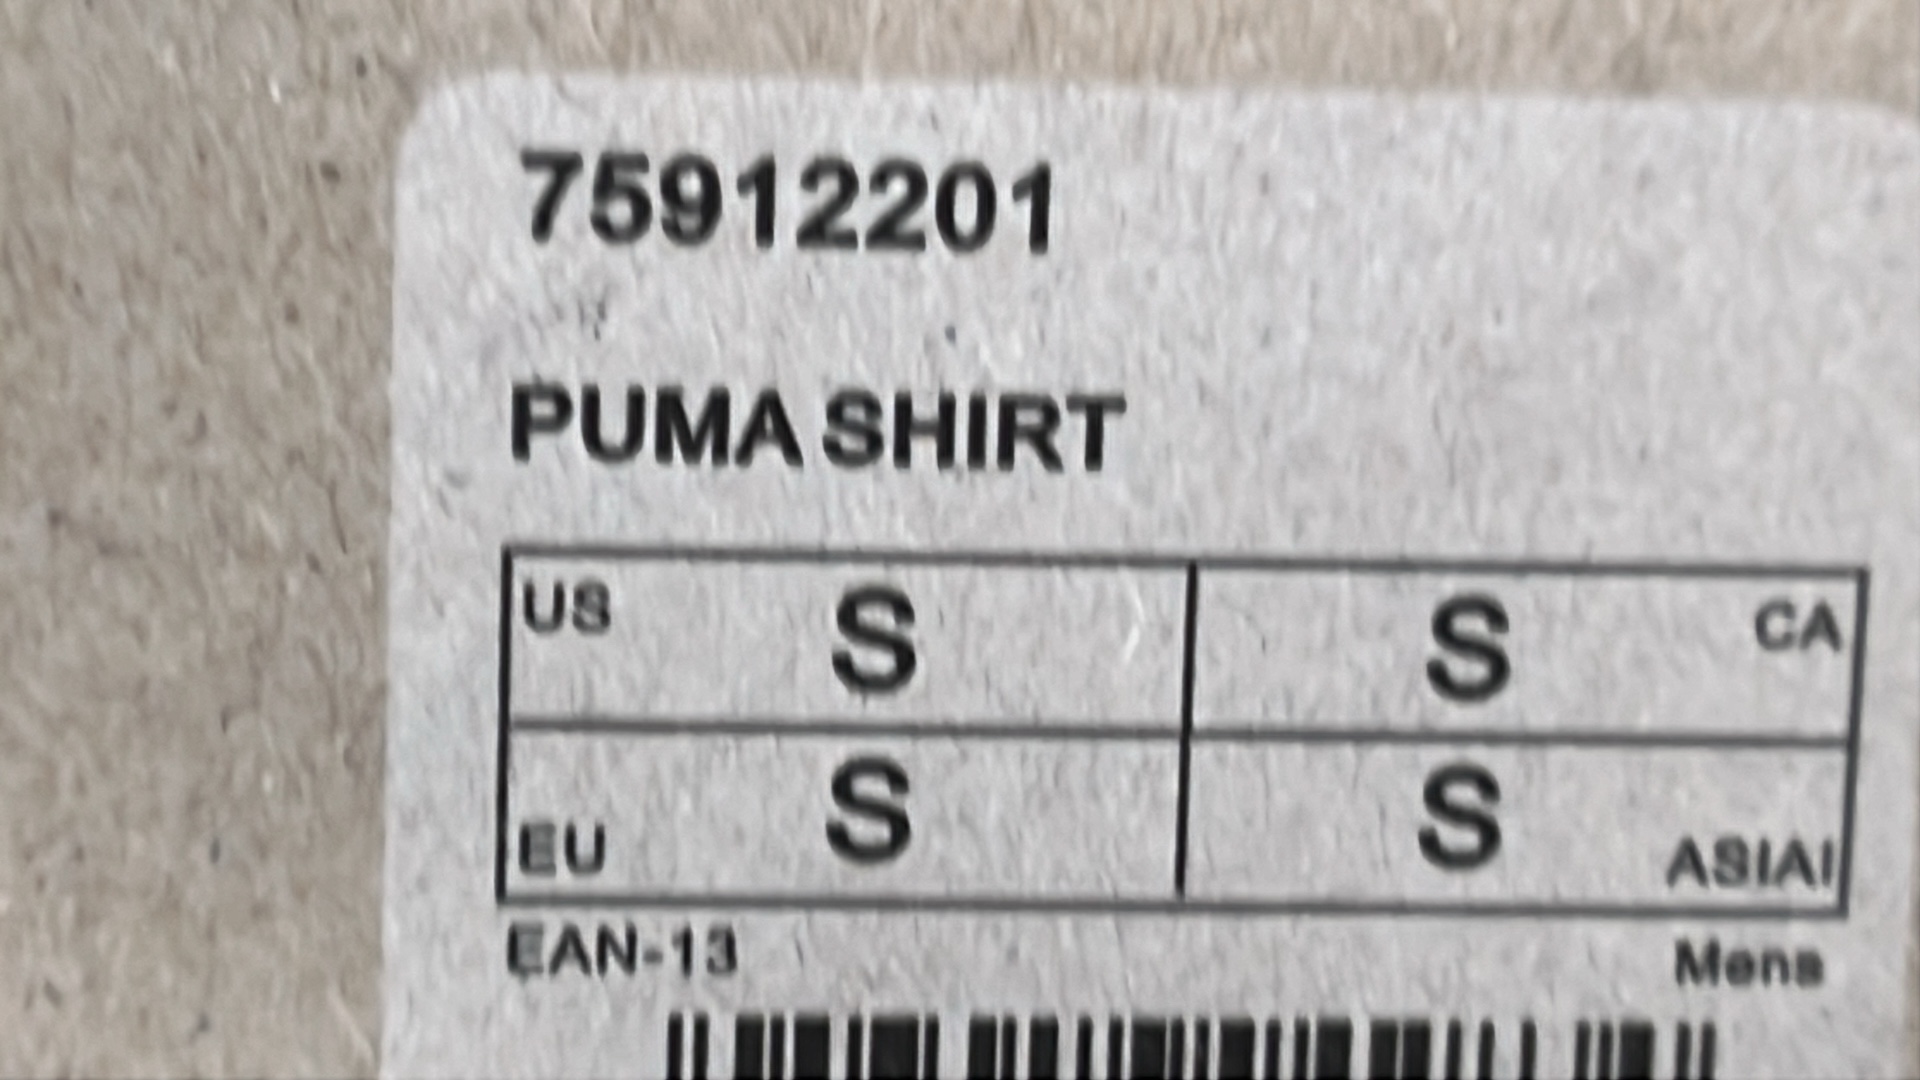 75912201
PUMA SHIRT
US S S CA
EU S S ASIAI
EAN-13 Mens